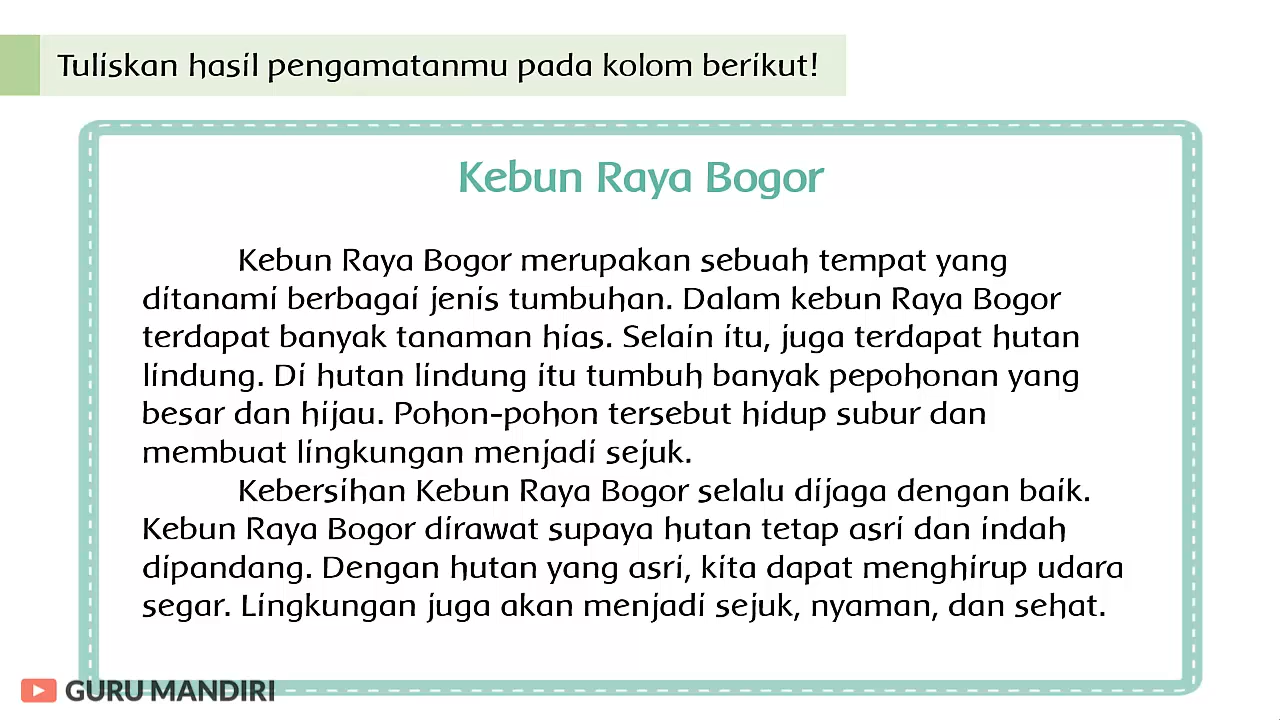 Tuliskan hasil pengamatanmu pada kolom berikut!
Kebun Raya Bogor
Kebun Raya Bogor merupakan sebuah tempat yang
ditanami berbagai jenis tumbuhan. Dalam kebun Raya Bogor
terdapat banyak tanaman hias. Selain itu, juga terdapat hutan
lindung. Di hutan lindung itu tumbuh banyak pepohonan yang
besar dan hijau. Pohon-pohon tersebut hidup subur dan
membuat lingkungan menjadi sejuk.
Kebersihan Kebun Raya Bogor selalu dijaga dengan baik.
Kebun Raya Bogor dirawat supaya hutan tetap asri dan indah
dipandang. Dengan hutan yang asri, kita dapat menghirup udara
segar. Lingkungan juga akan menjadi sejuk, nyaman, dan sehat.
GURU MANDIRI